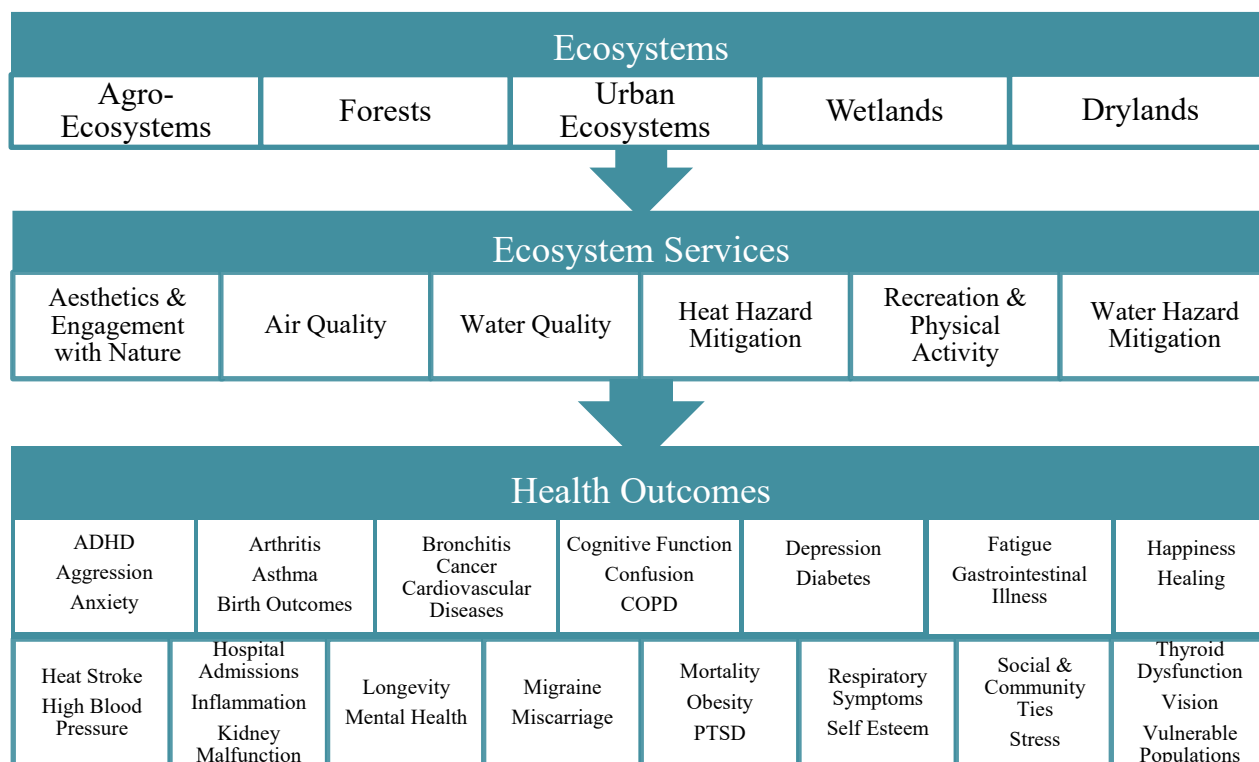 Ecosystems
Agro-
Ecosystems
Forests
Urban
Ecosystems
Wetlands
Drylands
Ecosystem Services
Aesthetics &
Engagement
with Nature
Air Quality
Water Quality
Heat Hazard
Mitigation
Recreation &
Physical
Activity
Water Hazard
Mitigation
Health Outcomes
ADHD
Aggression
Anxiety
Arthritis
Asthma
Birth Outcomes
Bronchitis
Cancer
Cardiovascular
Diseases
Cognitive Function
Confusion
COPD
Depression
Diabetes
Fatigue
Gastrointestinal
Illness
Happiness
Healing
Heat Stroke
High Blood
Pressure
Hospital
Admissions
Inflammation
Kidney
Malfunction
Longevity
Mental Health
Migraine
Miscarriage
Mortality
Obesity
PTSD
Respiratory
Symptoms
Self Esteem
Social &
Community
Ties
Stress
Thyroid
Dysfunction
Vision
Vulnerable
Populations